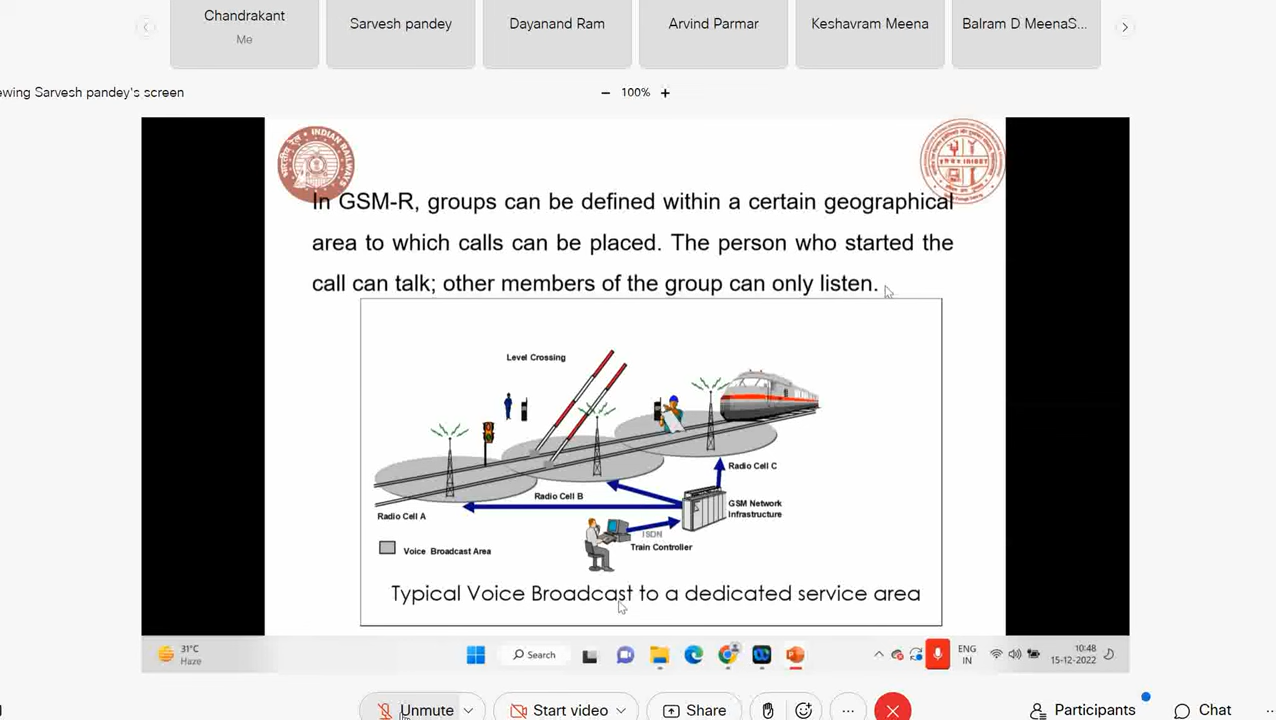 Chandrakant
Me
Sarvesh pandey
Dayanand Ram
Arvind Parmar
Keshavram Meena
Balram D MeenaS...
ewing Sarvesh pandey's screen
100%
INDIAN RAILWAYS
In GSM-R, groups can be defined within a certain geographical
area to which calls can be placed. The person who started the
call can talk; other members of the group can only listen.
Level Crossing
Radio Cell C
Radio Cell B
GSM Network
Infrastructure
Radio Cell A
ISDN
Train Controller
Voice Broadcast Area
Typical Voice Broadcast to a dedicated service area
31°C
Haze
Search
ENG
IN
10:48
15-12-2022
Unmute
Start video
Share
Participants
Chat